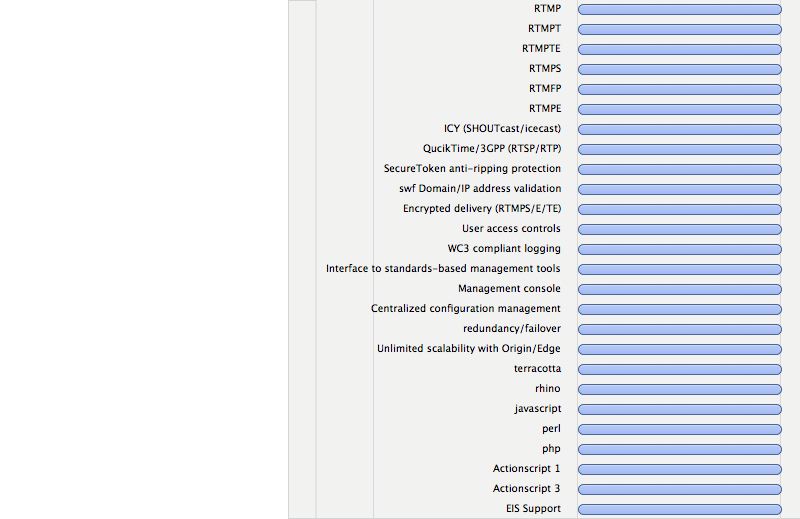 RTMP
RTMPT
RTMPTE
RTMPS
RTMFP
RTMPE
ICY (SHOUTcast/icecast)
QucikTime/3GPP (RTSP/RTP)
SecureToken anti-ripping protection
swf Domain/IP address validation
Encrypted delivery (RTMPS/E/TE)
User access controls
WC3 compliant logging
Interface to standards-based management tools
Management console
Centralized configuration management
redundancy/failover
Unlimited scalability with Origin/Edge
terracotta
rhino
javascript
perl
php
Actionscript 1
Actionscript 3
EIS Support